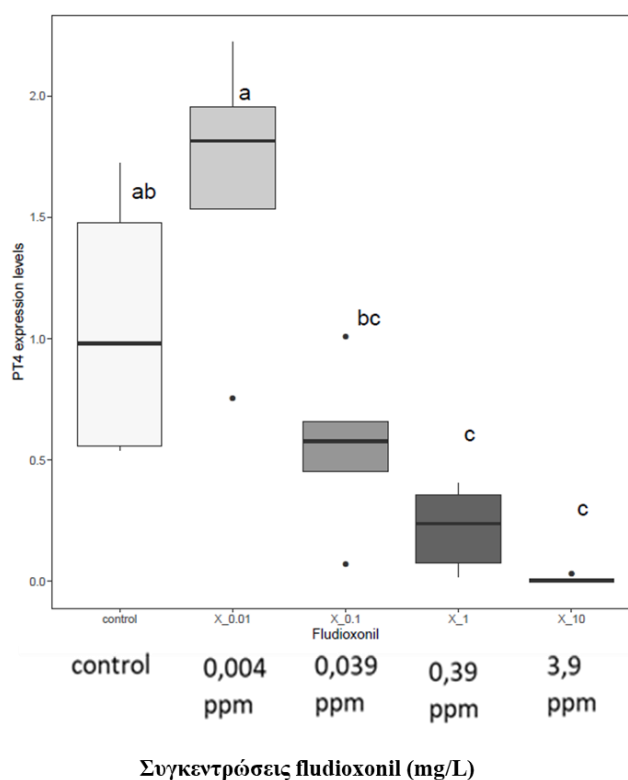 2.0
a
ab
1.5
PT4 expression levels
1.0
bc
0.5
c
c
0.0
control X_0.01 X_0.1 X_1 X_10
Fludioxonil
control 0,004 0,039 0,39 3,9
ppm ppm ppm ppm
Συγκεντρώσεις fludioxonil (mg/L)